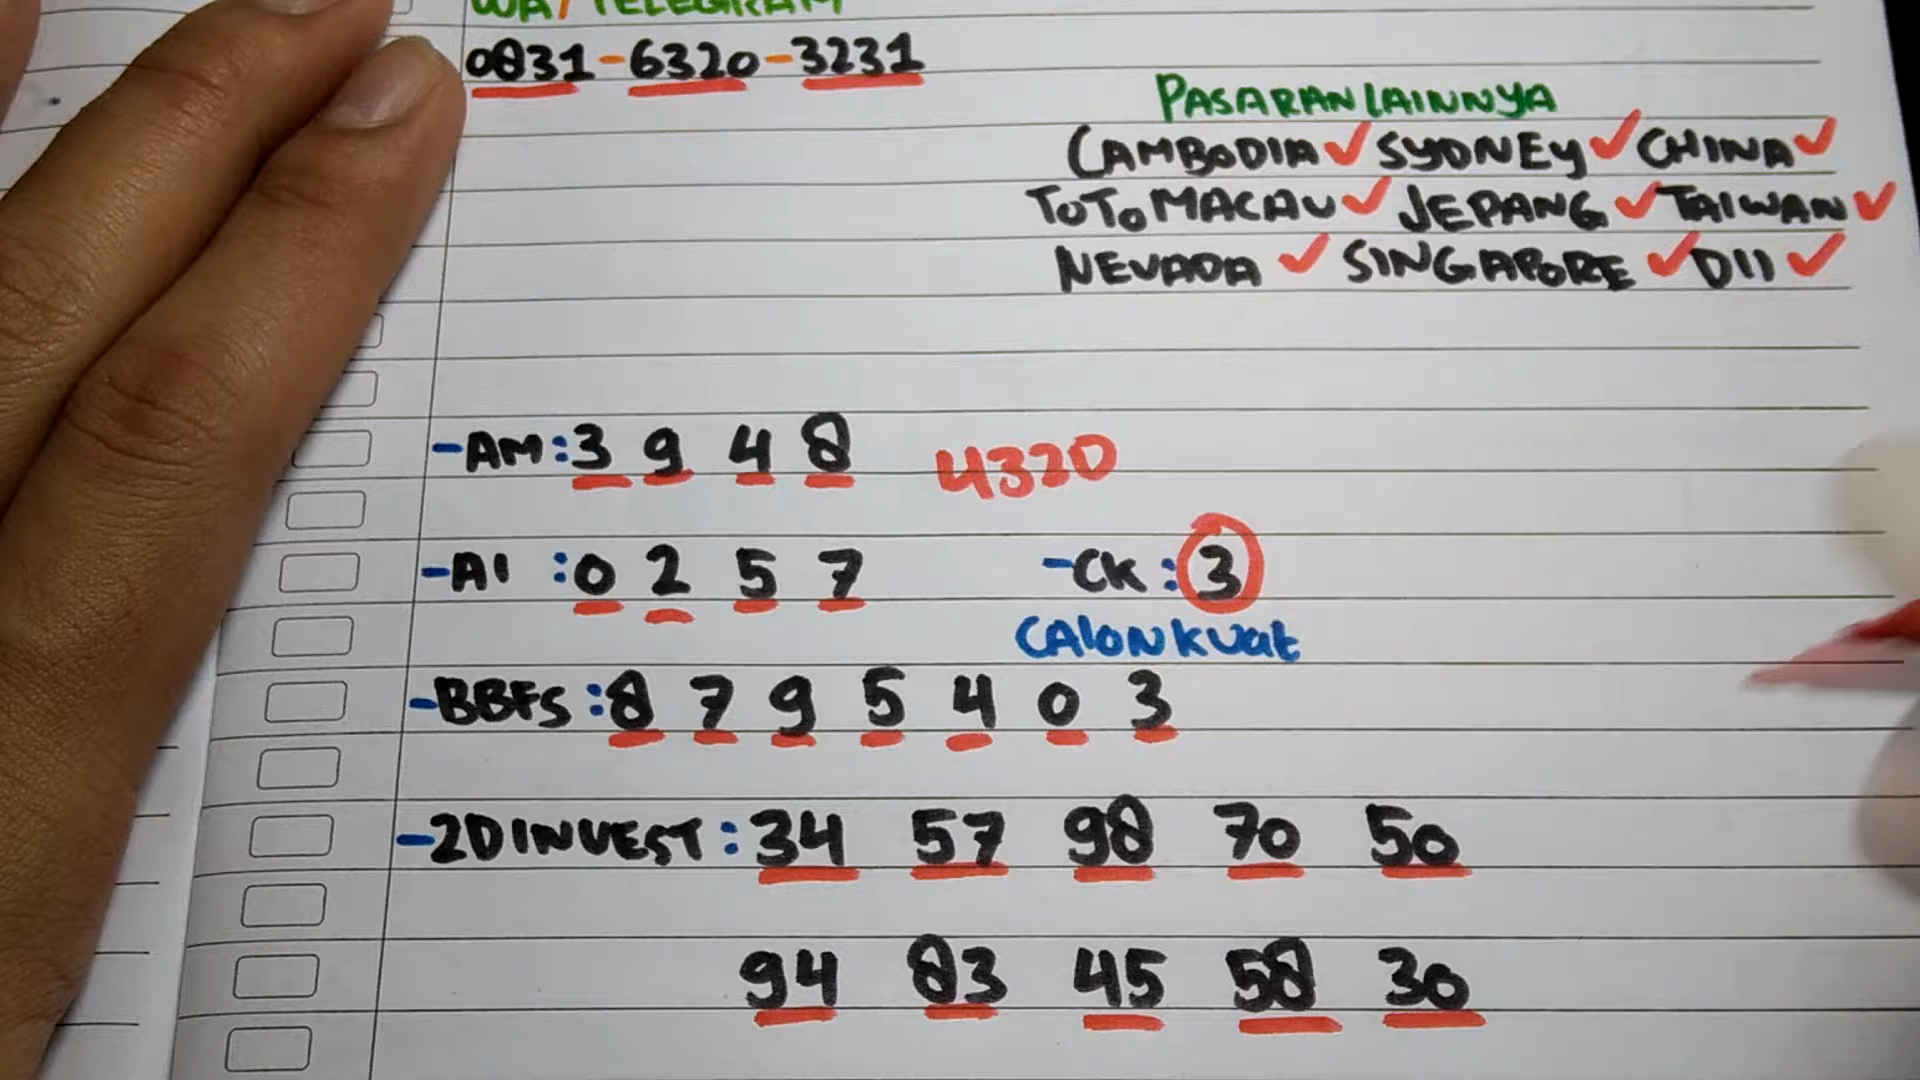 WA/TELEGRAM
0831-6320-3231
PASARAN LAINNYA
CAMBODIA ✓ SYDNEY ✓ CHINA ✓
TOTO MACAU ✓ JEPANG ✓ TAIWAN ✓
NEVADA ✓ SINGAPORE ✓ Dll ✓
-AM: 3 9 4 8 4320
-AI: 0 2 5 7 -CK: 3
CALON KUAt
-BBFS: 8 7 9 5 4 0 3
-2D INVEST: 34 57 98 70 50
94 83 45 58 30